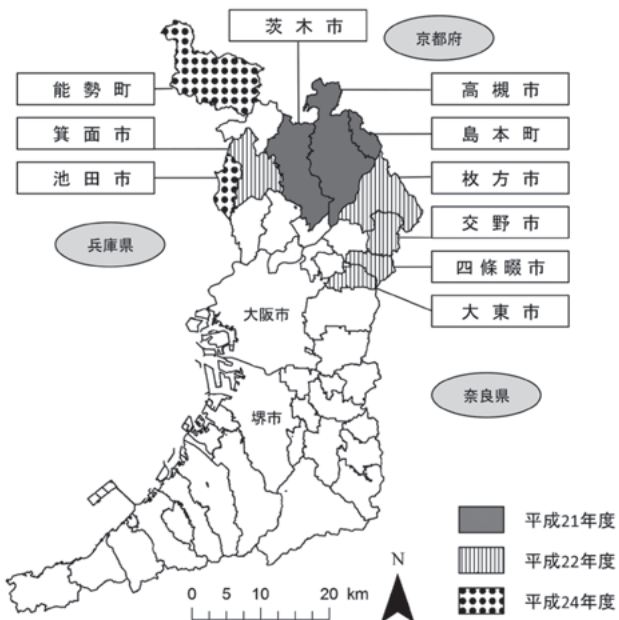 茨木市
京都府
能勢町
高槻市
箕面市
島本町
池田市
枚方市
交野市
兵庫県
四條畷市
大阪市
大東市
奈良県
堺市
平成21年度
平成22年度
平成24年度
N
0 5 10 20 km